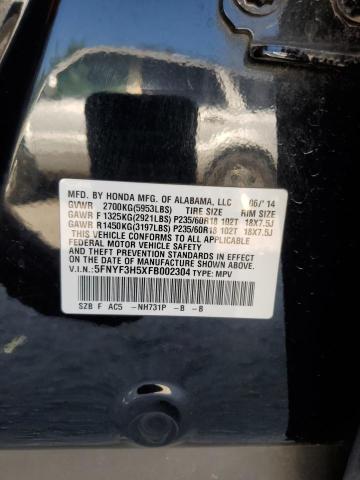 MFD. BY HONDA MFG. OF ALABAMA, LLC 06/'14
GVWR 2700KG(5953LBS) TIRE SIZE RIM SIZE
GAWR F 1325KG(2921LBS) P235/60R18 102T 18X7.5J
GAWR R1450KG(3197LBS) P235/60R18 102T 18X7.5J
THIS VEHICLE CONFORMS TO ALL APPLICABLE
FEDERAL MOTOR VEHICLE SAFETY, BUMPER,
AND THEFT PREVENTION STANDARDS IN EFFECT ON THE
DATE OF MANUFACTURE SHOWN ABOVE.
V.I.N.:5FNYF3H5XFB002304 TYPE: MPV
SZB F AC5 -NH731P -B -B